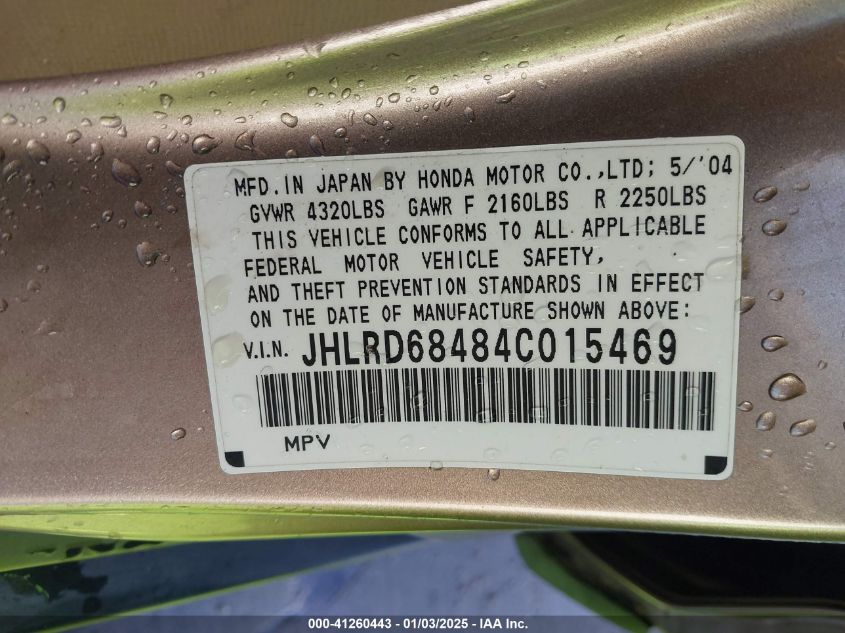 MFD.IN JAPAN BY HONDA MOTOR CO.,LTD; 5/'04
GVWR 4320LBS GAWR F 2160LBS R 2250LBS
THIS VEHICLE CONFORMS TO ALL APPLICABLE
FEDERAL MOTOR VEHICLE SAFETY,
AND THEFT PREVENTION STANDARDS IN EFFECT
ON THE DATE OF MANUFACTURE SHOWN ABOVE:
V.I.N. JHLRD68484C015469
MPV
000-41260443 / 01/03/2025 - IAA Inc.